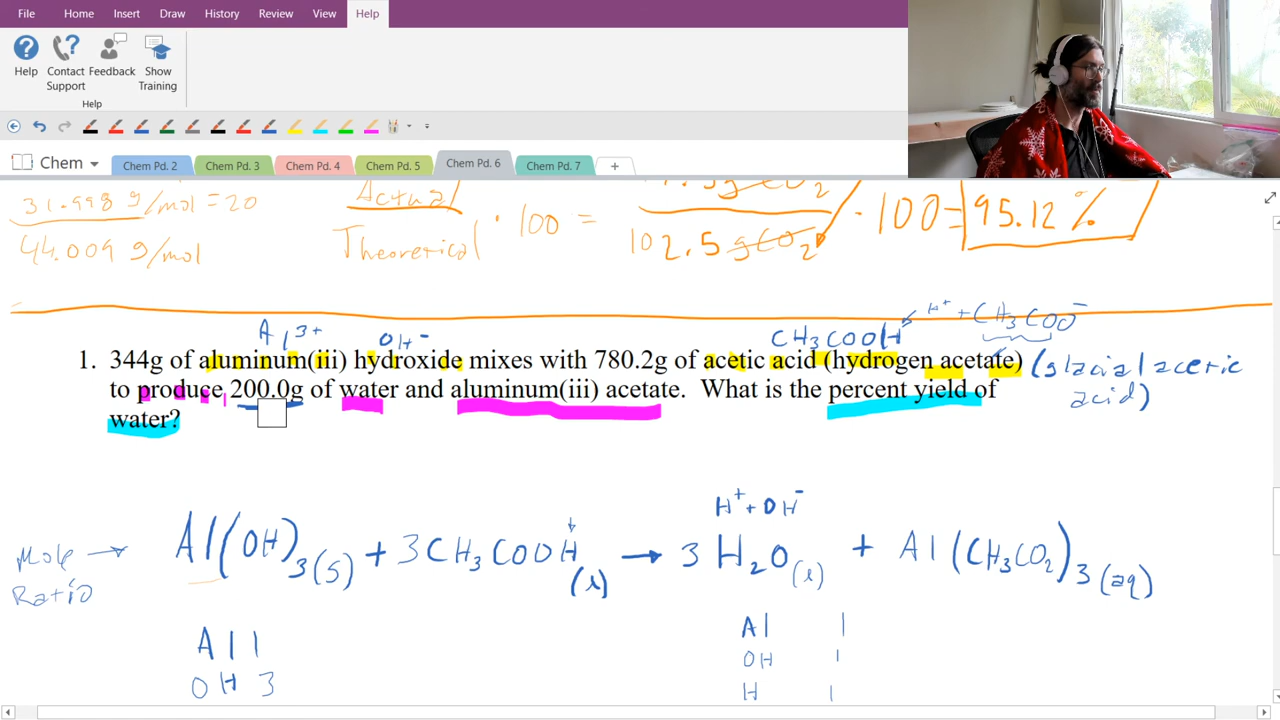 File Home Insert Draw History Review View Help
Help Contact Support Feedback Show Training
Help
Chem Chem Pd. 2 Chem Pd. 3 Chem Pd. 4 Chem Pd. 5 Chem Pd. 6 Chem Pd. 7 +
31.998 g/mol = 20
44.009 g/mol
Actual
Theoretical
· 100 =
102.5 gCO2
· 100 = 95.12 %
Al3+ OH- CH3COOH H+ + CH3COO-
1. 344g of aluminum(iii) hydroxide mixes with 780.2g of acetic acid (hydrogen acetate) (glacial acetic
to produce 200.0g of water and aluminum(iii) acetate. What is the percent yield of acid)
water?
H+ + OH-
Mole → Al(OH)3(s) + 3CH3COOH(l) → 3H2O(l) + Al(CH3CO2)3(aq)
Ratio
Al 1 Al 1
OH 3 OH 1
H 1